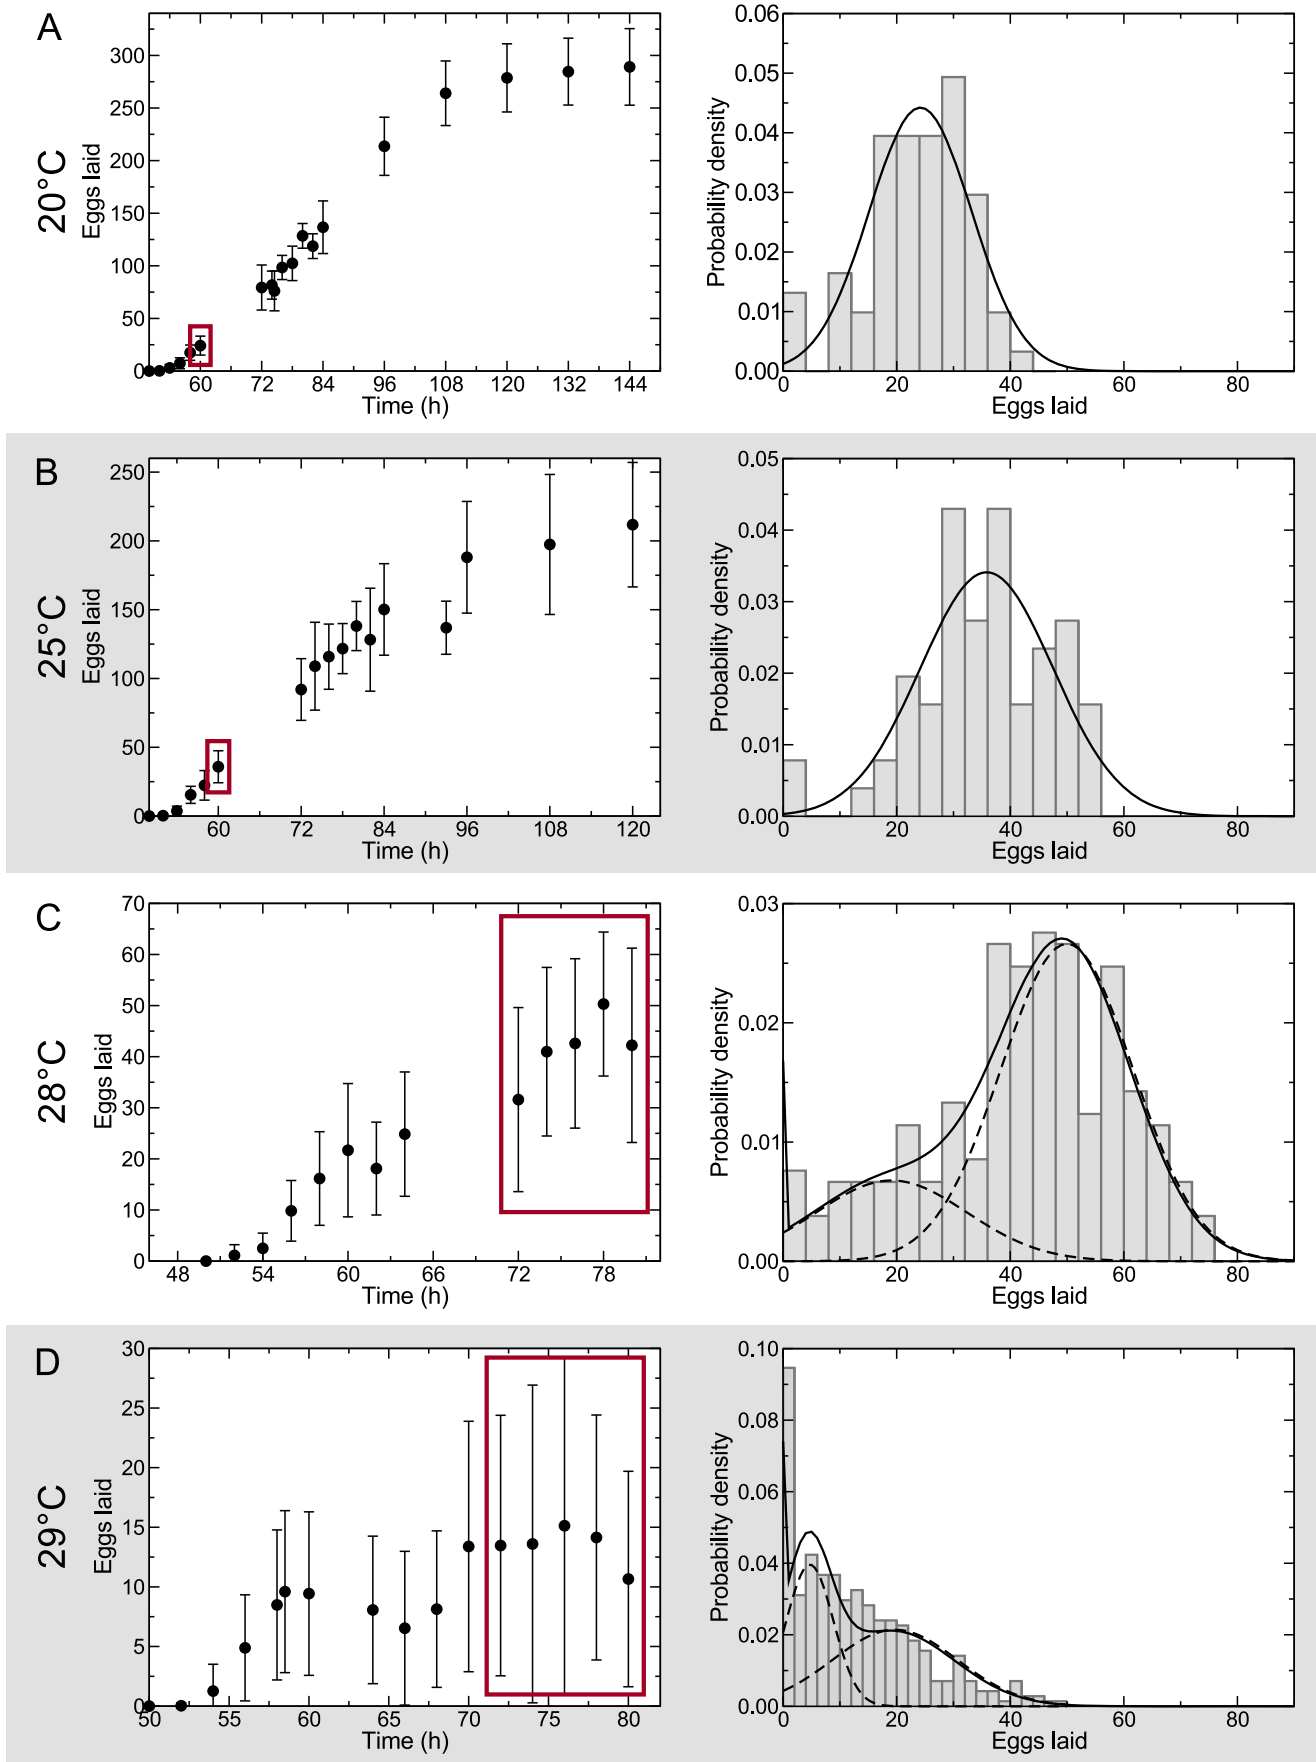 A
20°C
Eggs laid
300
250
200
150
100
50
0
60 72 84 96 108 120 132 144
Time (h)
Probability density
0.06
0.05
0.04
0.03
0.02
0.01
0.00
0 20 40 60 80
Eggs laid
B
25°C
Eggs laid
250
200
150
100
50
0
60 72 84 96 108 120
Time (h)
Probability density
0.05
0.04
0.03
0.02
0.01
0.00
0 20 40 60 80
Eggs laid
C
28°C
Eggs laid
70
60
50
40
30
20
10
0
48 54 60 66 72 78
Time (h)
Probability density
0.03
0.02
0.01
0.00
0 20 40 60 80
Eggs laid
D
29°C
Eggs laid
30
25
20
15
10
5
0
50 55 60 65 70 75 80
Time (h)
Probability density
0.10
0.08
0.06
0.04
0.02
0.00
0 20 40 60 80
Eggs laid